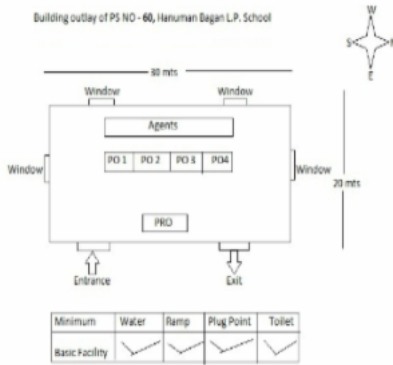 Building outlay of PS NO - 60, Hanuman Bagan L.P. School
W
S N
E
30 mts
Window Window
Agents
PO 1 PO 2 PO 3 PO4
Window Window
20 mts
PRO
Entrance Exit
Minimum Water Ramp Plug Point Toilet
Basic Facility